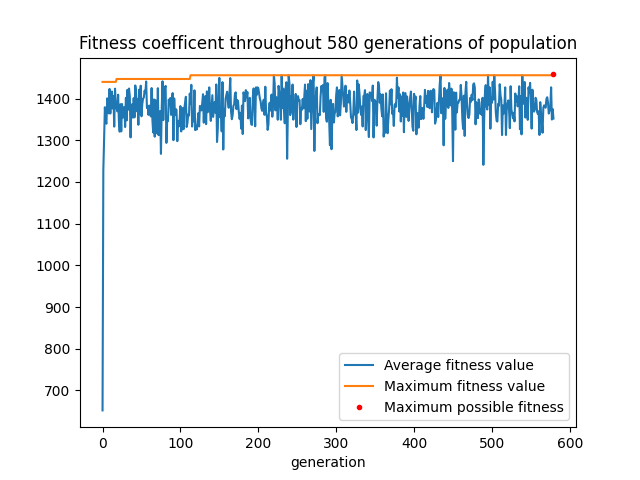 Fitness coefficent throughout 580 generations of population
1400
1300
1200
1100
1000
900
800
700
Average fitness value
Maximum fitness value
Maximum possible fitness
0 100 200 300 400 500 600
generation